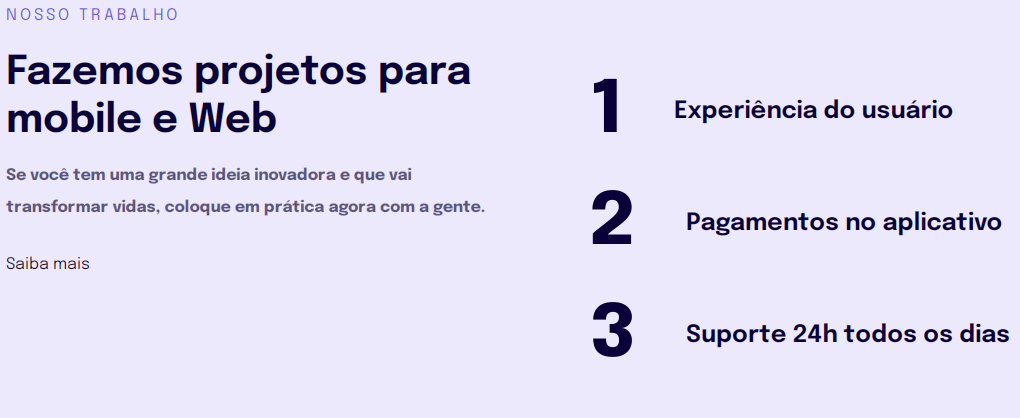 NOSSO TRABALHO
Fazemos projetos para
mobile e Web
Se você tem uma grande ideia inovadora e que vai
transformar vidas, coloque em prática agora com a gente.
Saiba mais
1 Experiência do usuário
2 Pagamentos no aplicativo
3 Suporte 24h todos os dias